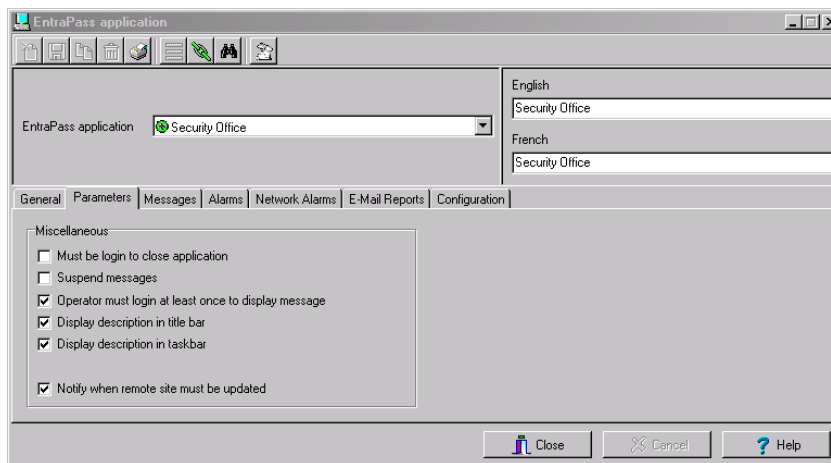 EntraPass application
English
Security Office
EntraPass application
Security Office
French
Security Office
General Parameters Messages Alarms Network Alarms E-Mail Reports Configuration
Miscellaneous
Must be login to close application
Suspend messages
Operator must login at least once to display message
Display description in title bar
Display description in taskbar
Notify when remote site must be updated
Close Cancel Help